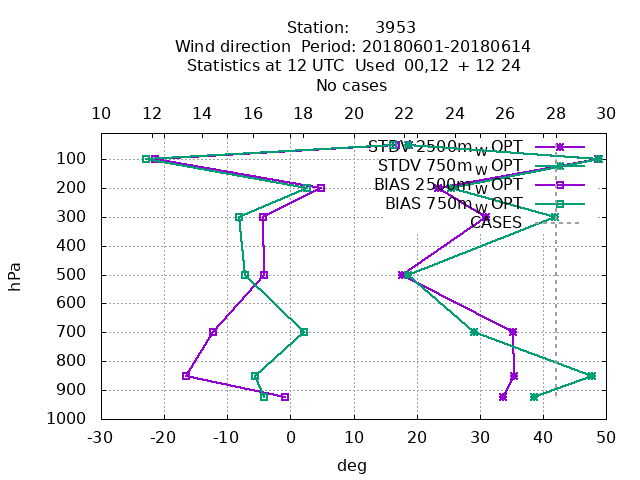 Station:     3953
Wind direction  Period: 20180601-20180614
Statistics at 12 UTC  Used  00,12  + 12 24
No cases
10 12 14 16 18 20 22 24 26 28 30
STDV 2500m_W OPT
100
STDV 750m_W OPT
BIAS 2500m_W OPT
200
BIAS 750m_W OPT
300
CASES
400
hPa
500
600
700
800
900
1000
-30 -20 -10 0 10 20 30 40 50
deg